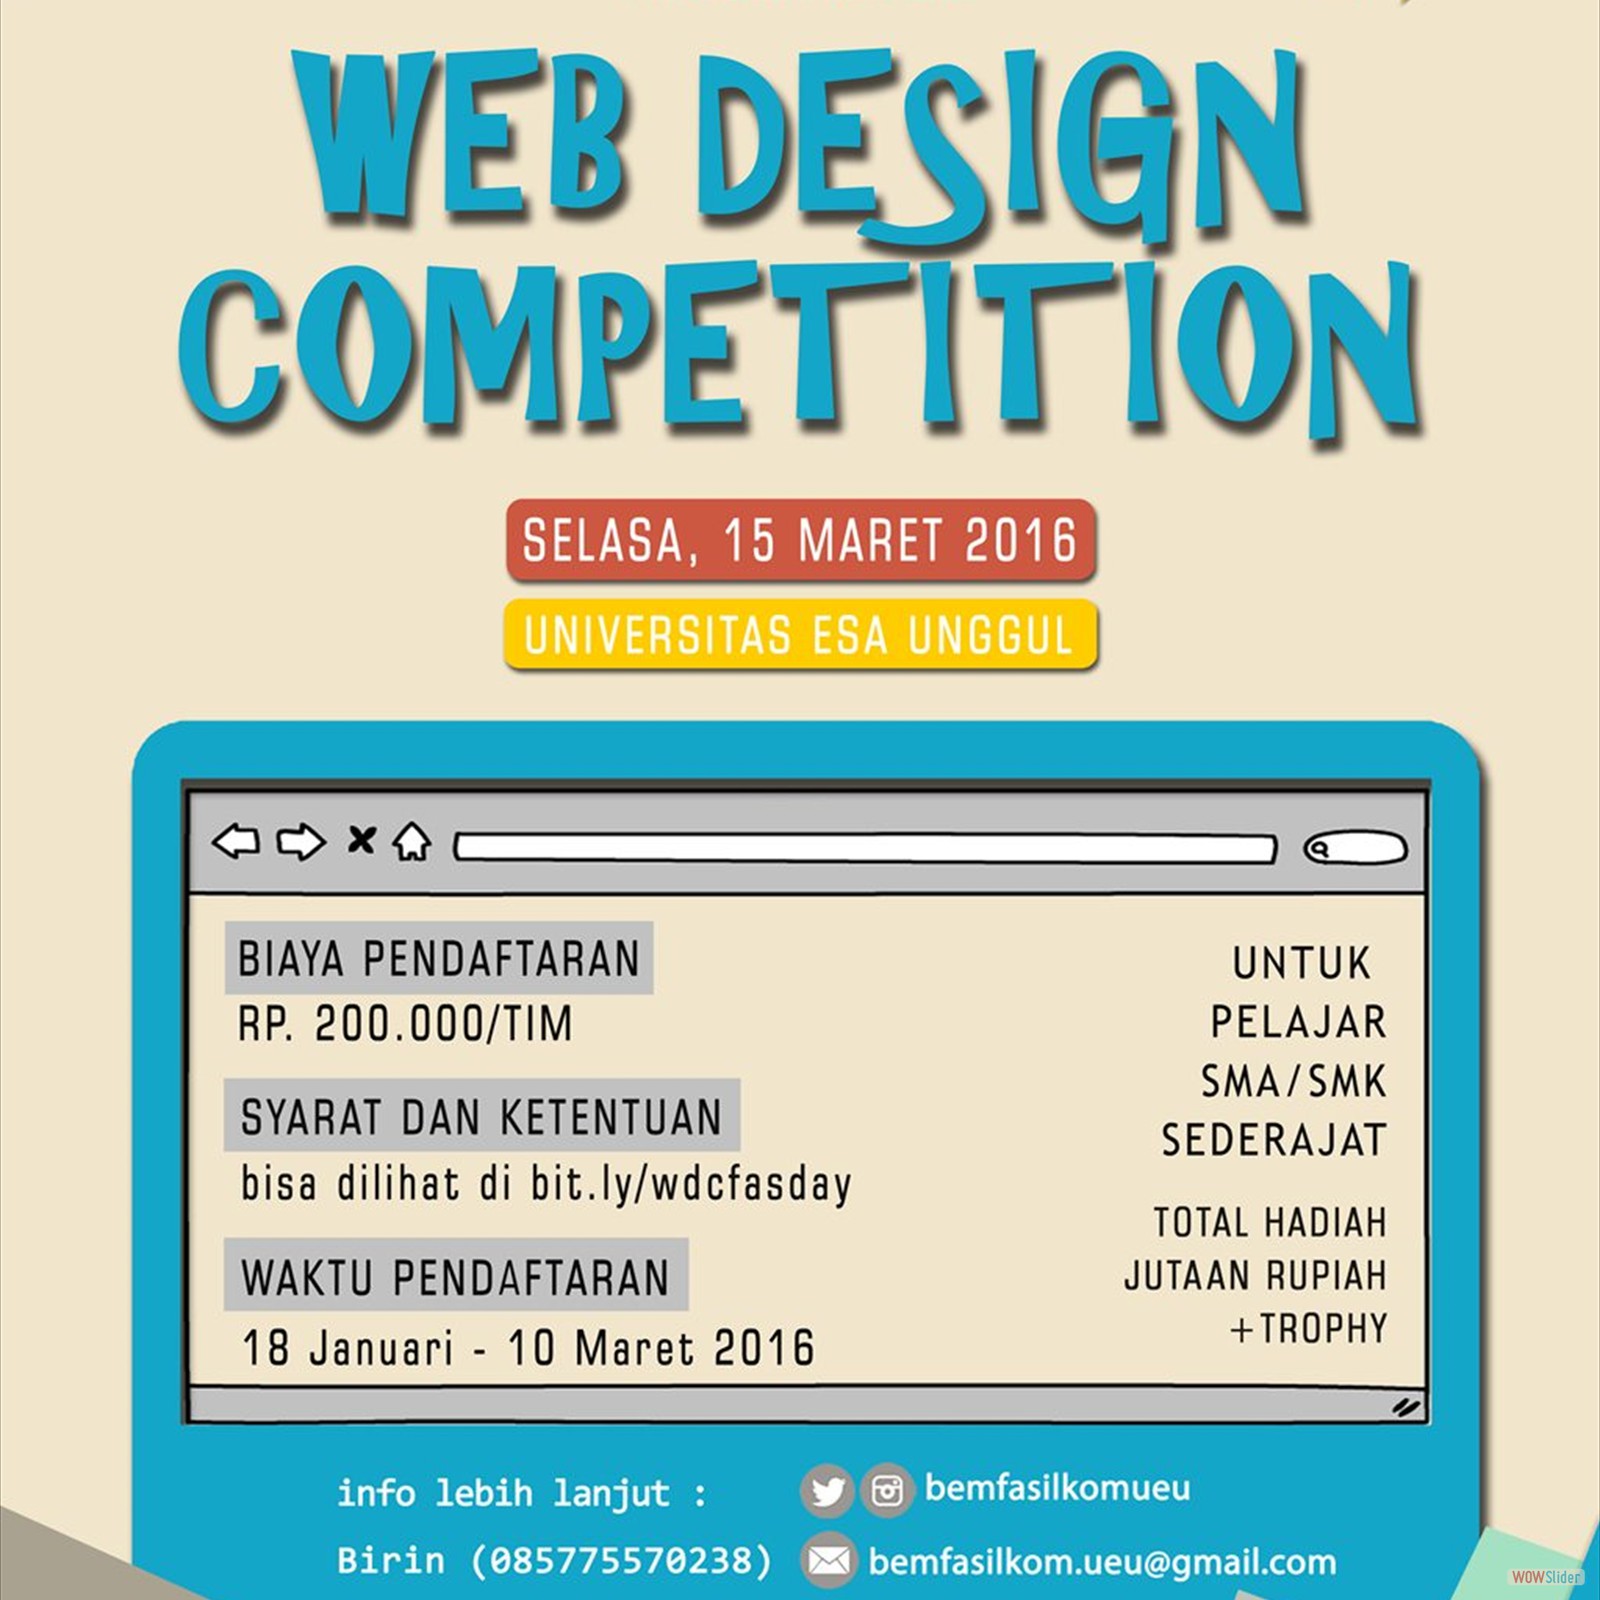 WEB DESIGN
COMPETITION
SELASA, 15 MARET 2016
UNIVERSITAS ESA UNGGUL
BIAYA PENDAFTARAN
RP. 200.000/TIM
SYARAT DAN KETENTUAN
bisa dilihat di bit.ly/wdcfasday
WAKTU PENDAFTARAN
18 Januari - 10 Maret 2016
UNTUK
PELAJAR
SMA/SMK
SEDERAJAT
TOTAL HADIAH
JUTAAN RUPIAH
+TROPHY
info lebih lanjut :
Birin (085775570238)
bemfasilkomueu
bemfasilkom.ueu@gmail.com
WOWSlider